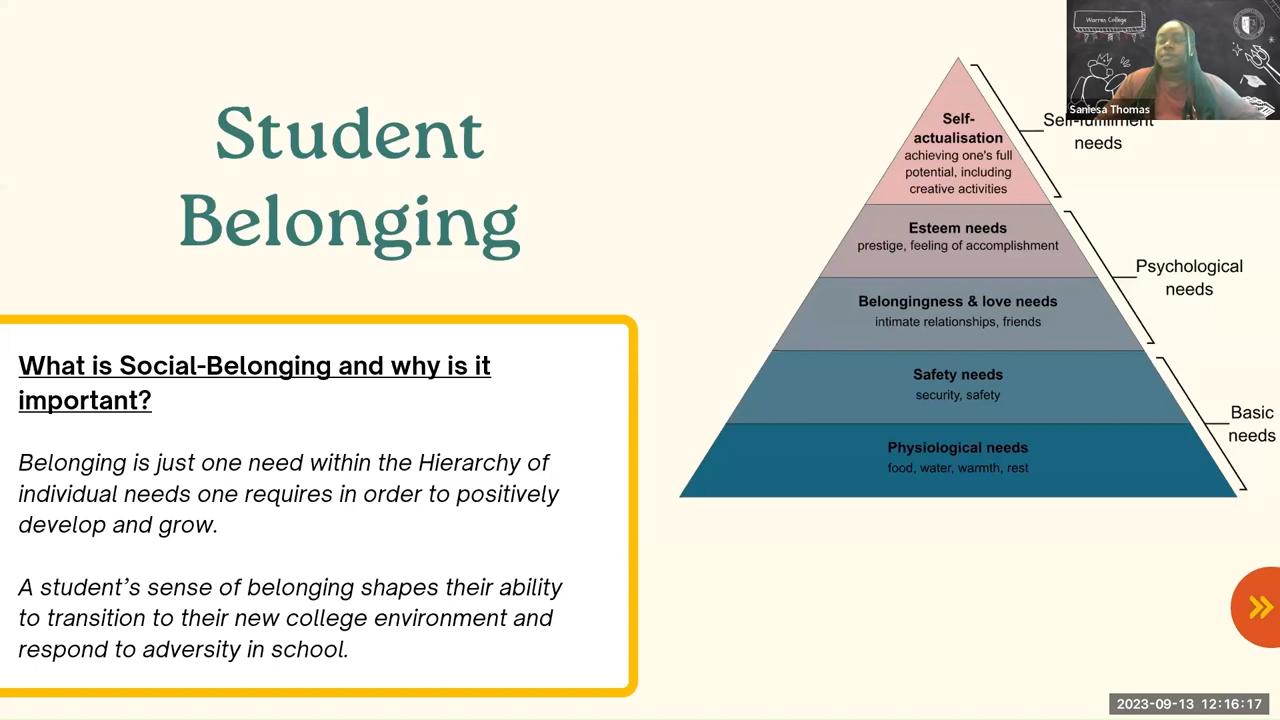 Student
Belonging
What is Social-Belonging and why is it
important?
Belonging is just one need within the Hierarchy of
individual needs one requires in order to positively
develop and grow.
A student’s sense of belonging shapes their ability
to transition to their new college environment and
respond to adversity in school.
Self-
actualisation
achieving one's full
potential, including
creative activities
Esteem needs
prestige, feeling of accomplishment
Belongingness & love needs
intimate relationships, friends
Safety needs
security, safety
Physiological needs
food, water, warmth, rest
Self-fulfillment
needs
Psychological
needs
Basic
needs
Warren College
Saniesa Thomas
2023-09-13 12:16:17